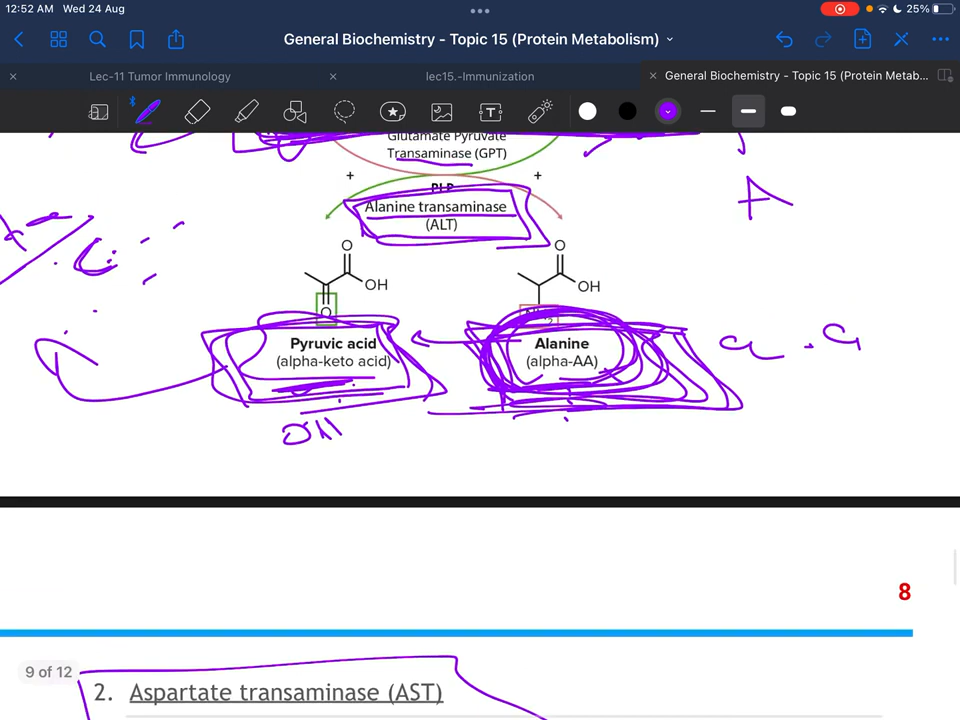 12:52 AM Wed 24 Aug
25%
General Biochemistry - Topic 15 (Protein Metabolism)
Lec-11 Tumor Immunology
lec15.-Immunization
General Biochemistry - Topic 15 (Protein Metab...
Glutamate Pyruvate
Transaminase (GPT)
+ PLP +
Alanine transaminase
(ALT)
A
O O
OH OH
O NH2
Pyruvic acid Alanine
(alpha-keto acid) (alpha-AA)
8
9 of 12
2. Aspartate transaminase (AST)